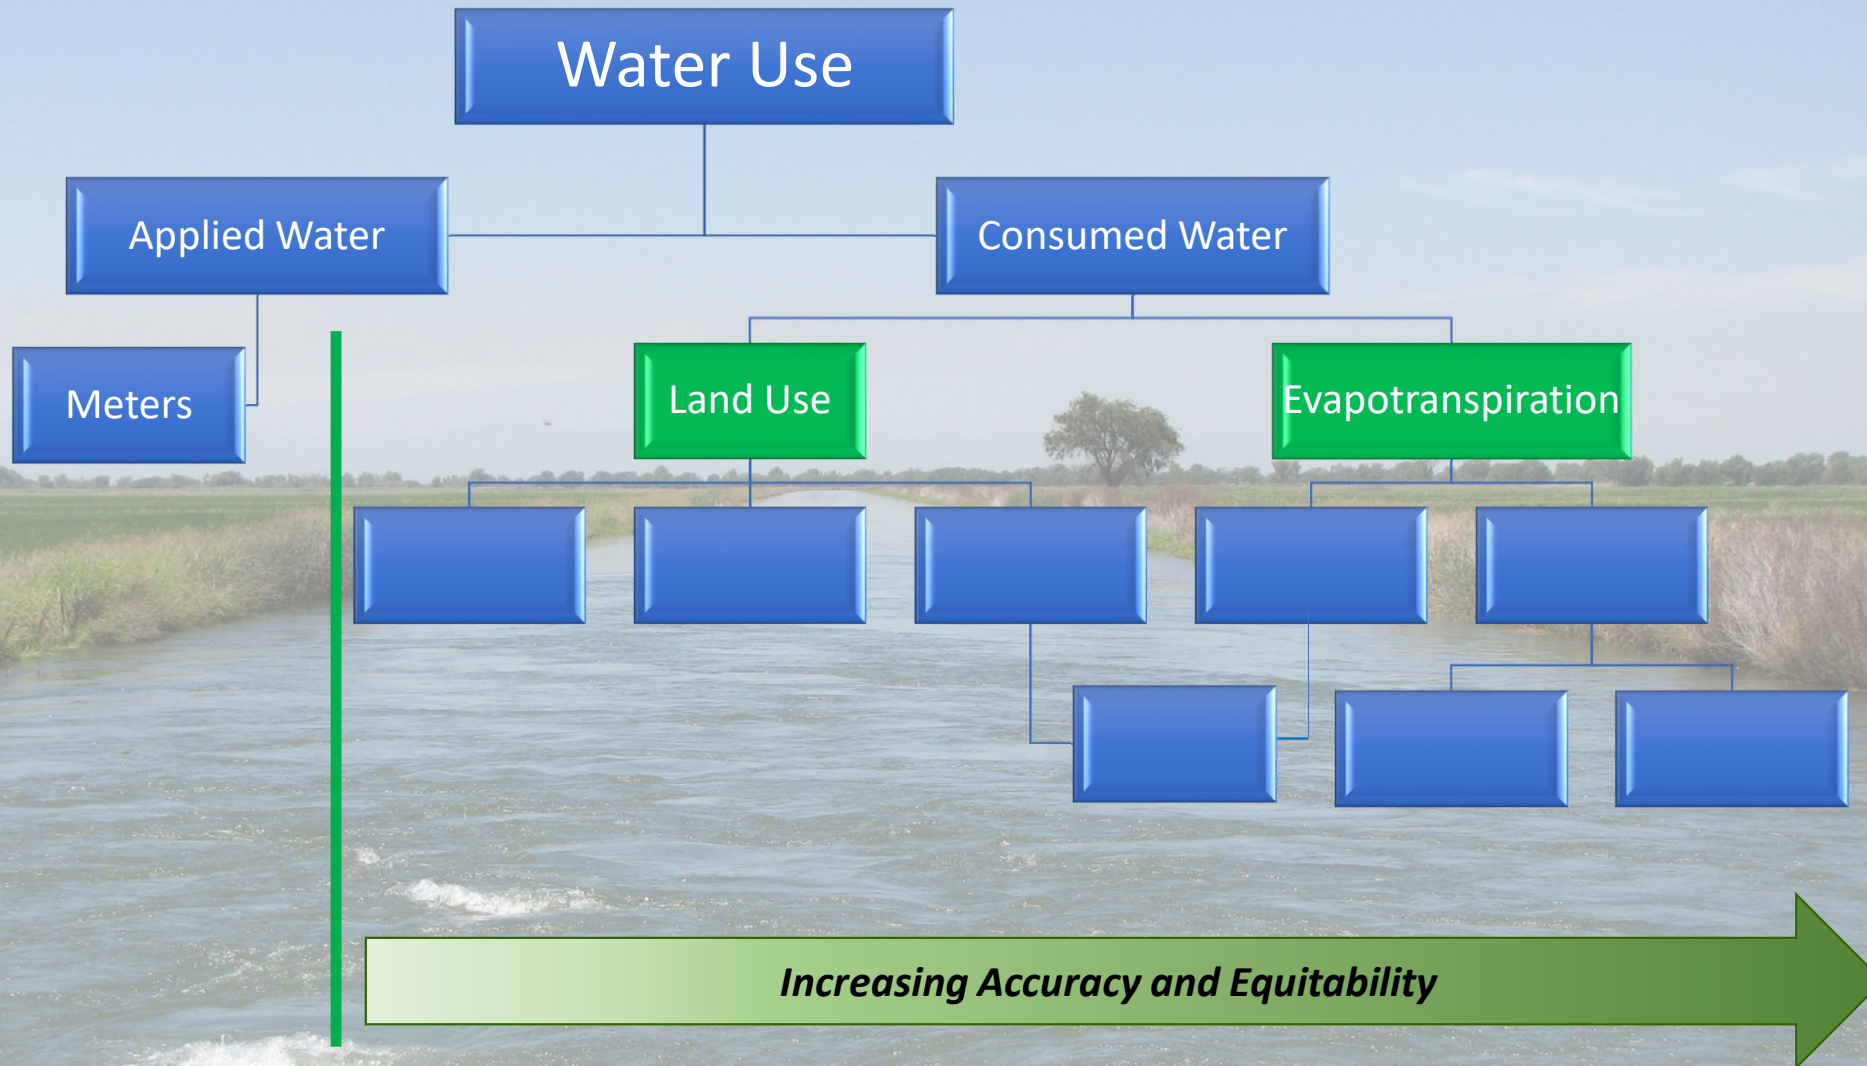 Water Use
Applied Water
Consumed Water
Meters
Land Use
Evapotranspiration
Increasing Accuracy and Equitability